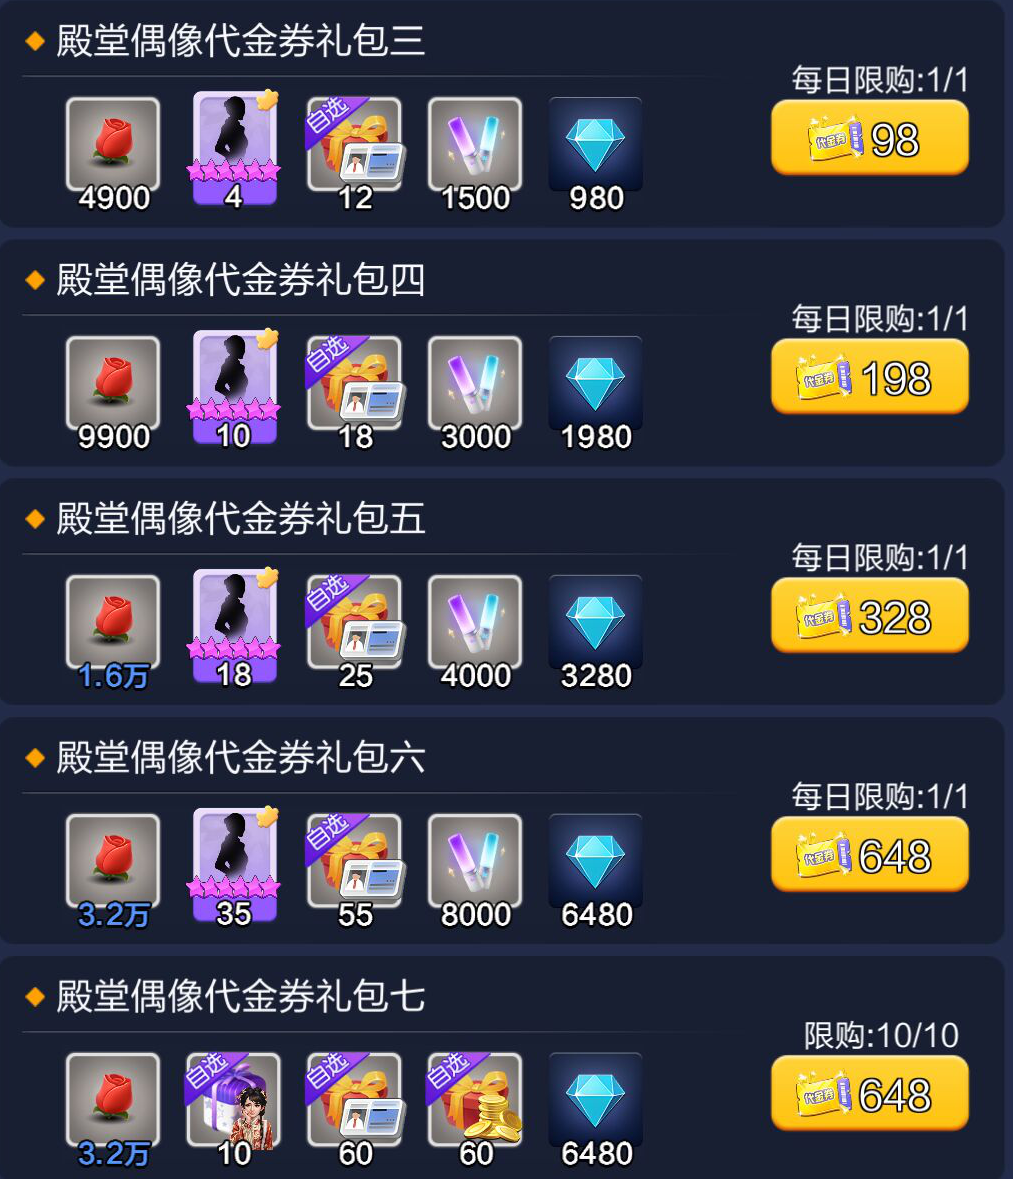 殿堂偶像代金券礼包三
每日限购:1/1
自选
代金券
98
4900
4
12
1500
980
殿堂偶像代金券礼包四
每日限购:1/1
自选
代金券
198
9900
10
18
3000
1980
殿堂偶像代金券礼包五
每日限购:1/1
自选
代金券
328
1.6万
18
25
4000
3280
殿堂偶像代金券礼包六
每日限购:1/1
自选
代金券
648
3.2万
35
55
8000
6480
殿堂偶像代金券礼包七
限购:10/10
自选
自选
自选
代金券
648
3.2万
10
60
60
6480